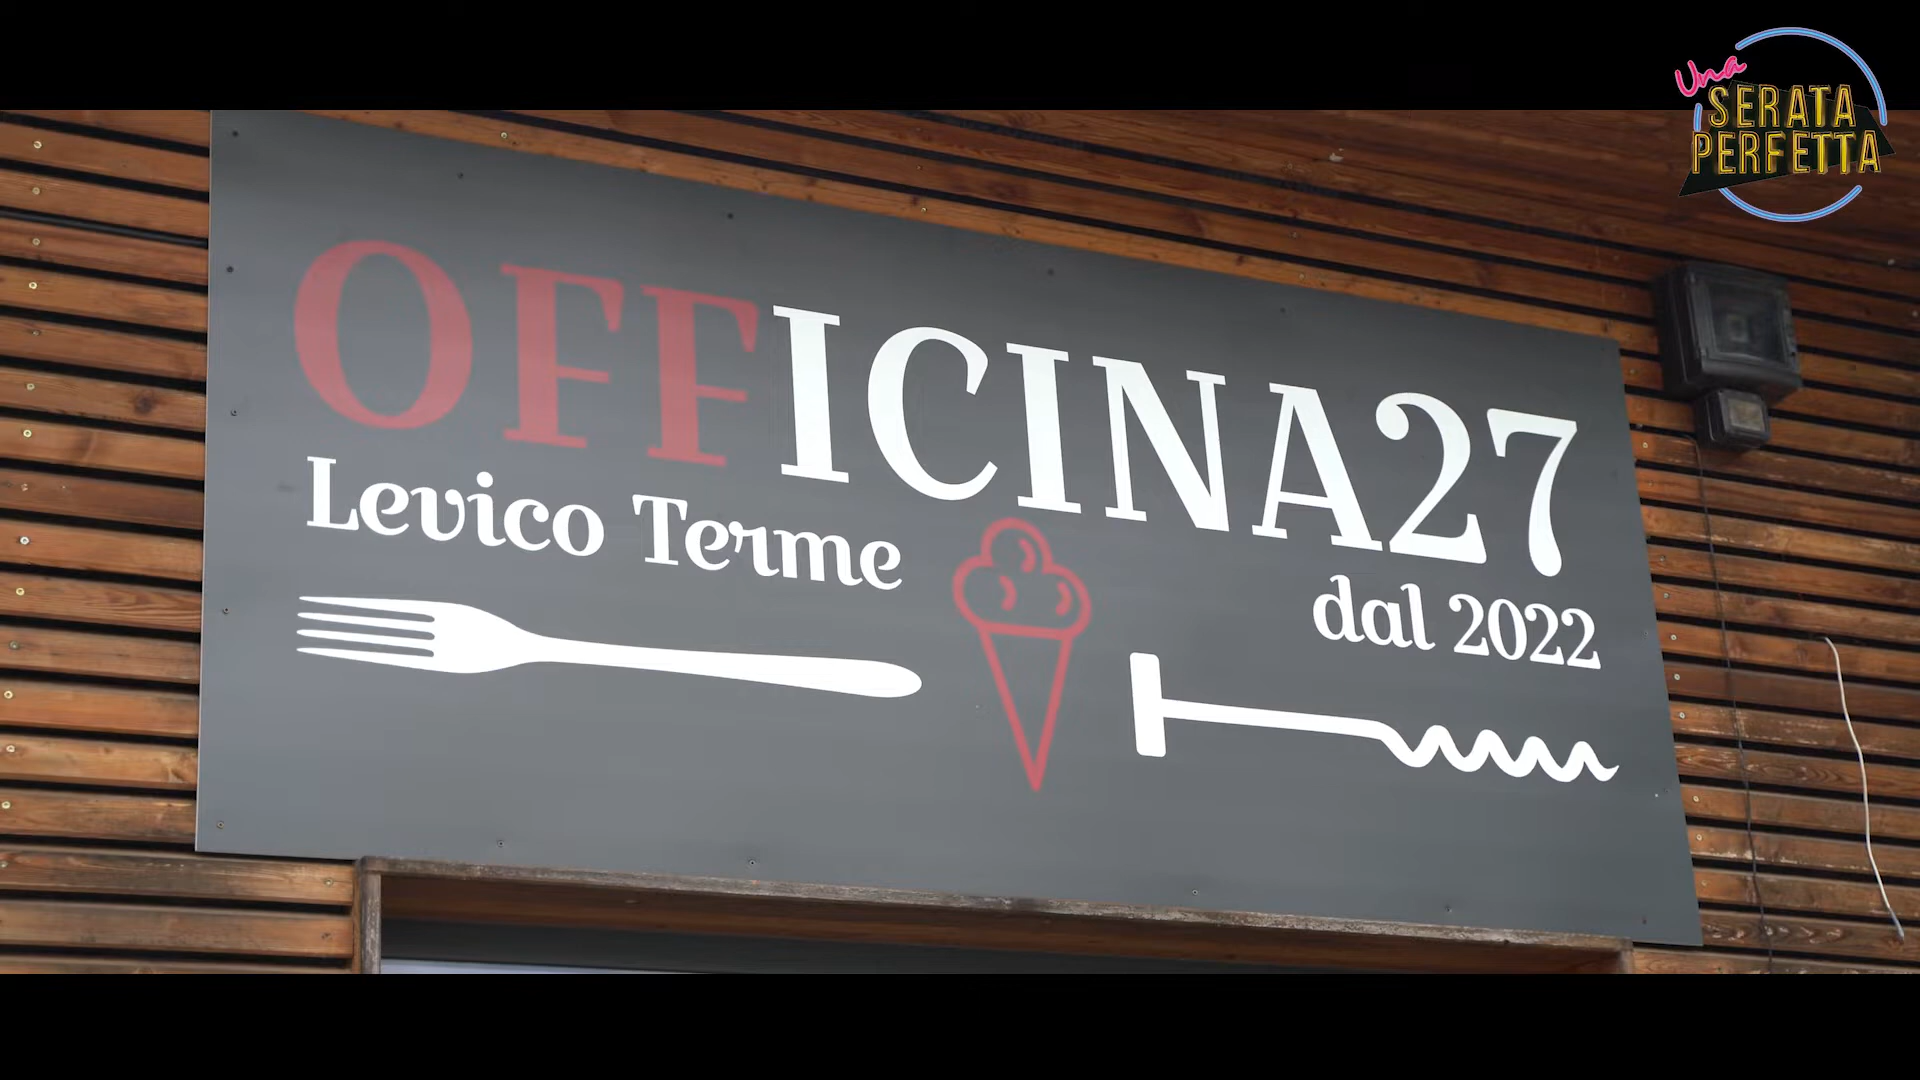 Una
SERATA
PERFETTA
OFFICINA27
Levico Terme
dal 2022